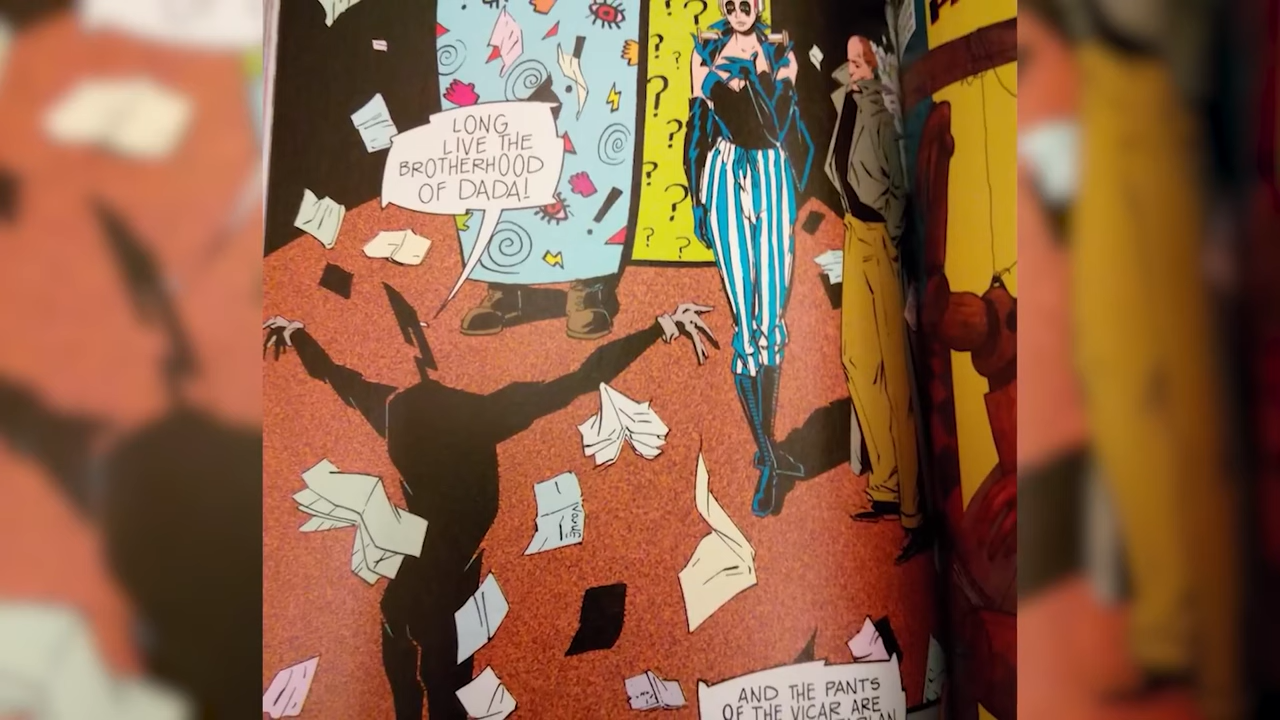 LONG
LIVE THE
BROTHERHOOD
OF DADA!
AND THE PANTS
OF THE VICAR ARE